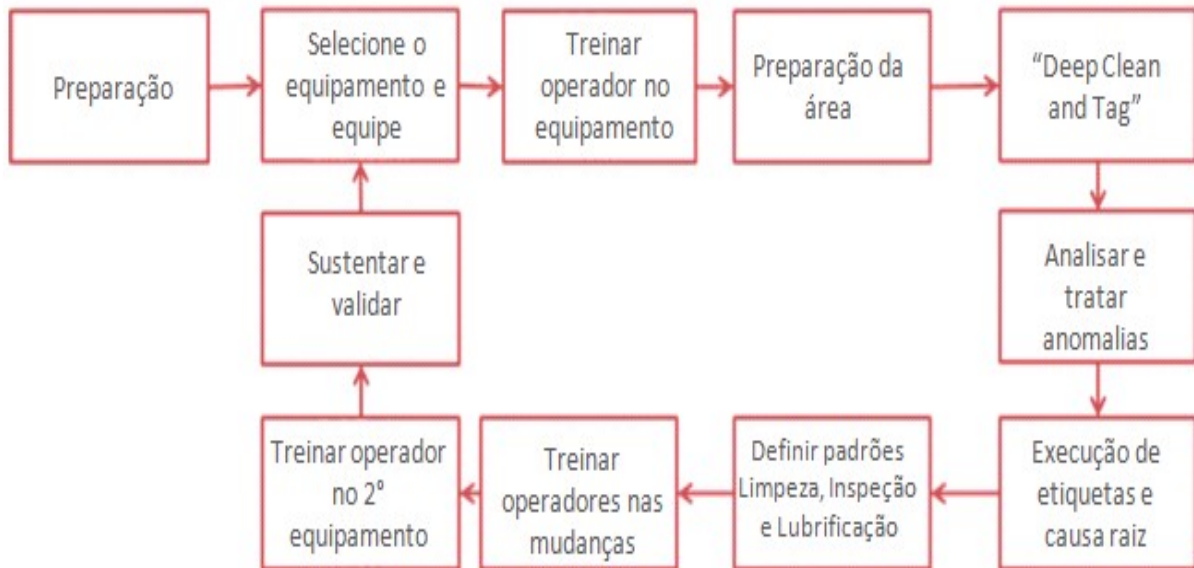 Preparação
Selecione o
equipamento e
equipe
Treinar
operador no
equipamento
Preparação da
área
“Deep Clean
and Tag”
Analisar e
tratar
anomalias
Execução de
etiquetas e
causa raiz
Definir padrões
Limpeza, Inspeção
e Lubrificação
Treinar
operadores nas
mudanças
Treinar operador
no 2º
equipamento
Sustentar e
validar